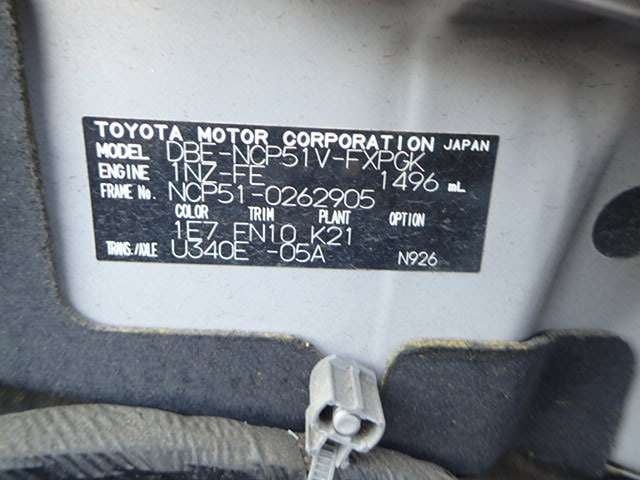 TOYOTA MOTOR CORPORATION JAPAN
MODEL DBE-NCP51V-FXPGK
ENGINE 1NZ-FE 1496 mL
FRAME No. NCP51-0262905
COLOR TRIM PLANT OPTION
1E7 FN10 K21
TRANS./AXLE U340E -05A N926